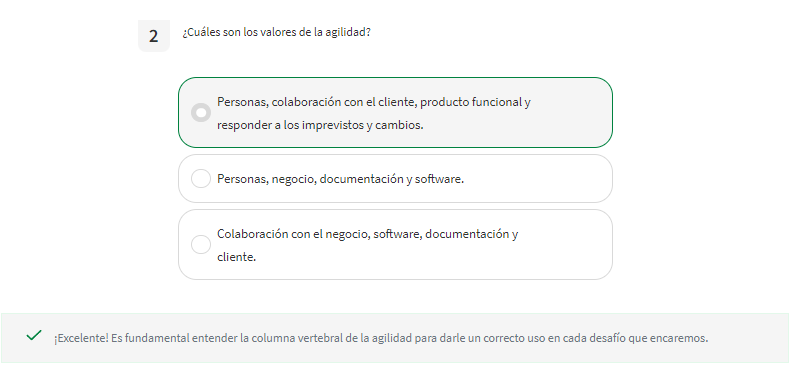 2
¿Cuáles son los valores de la agilidad?
Personas, colaboración con el cliente, producto funcional y
responder a los imprevistos y cambios.
Personas, negocio, documentación y software.
Colaboración con el negocio, software, documentación y
cliente.
¡Excelente! Es fundamental entender la columna vertebral de la agilidad para darle un correcto uso en cada desafío que encaremos.